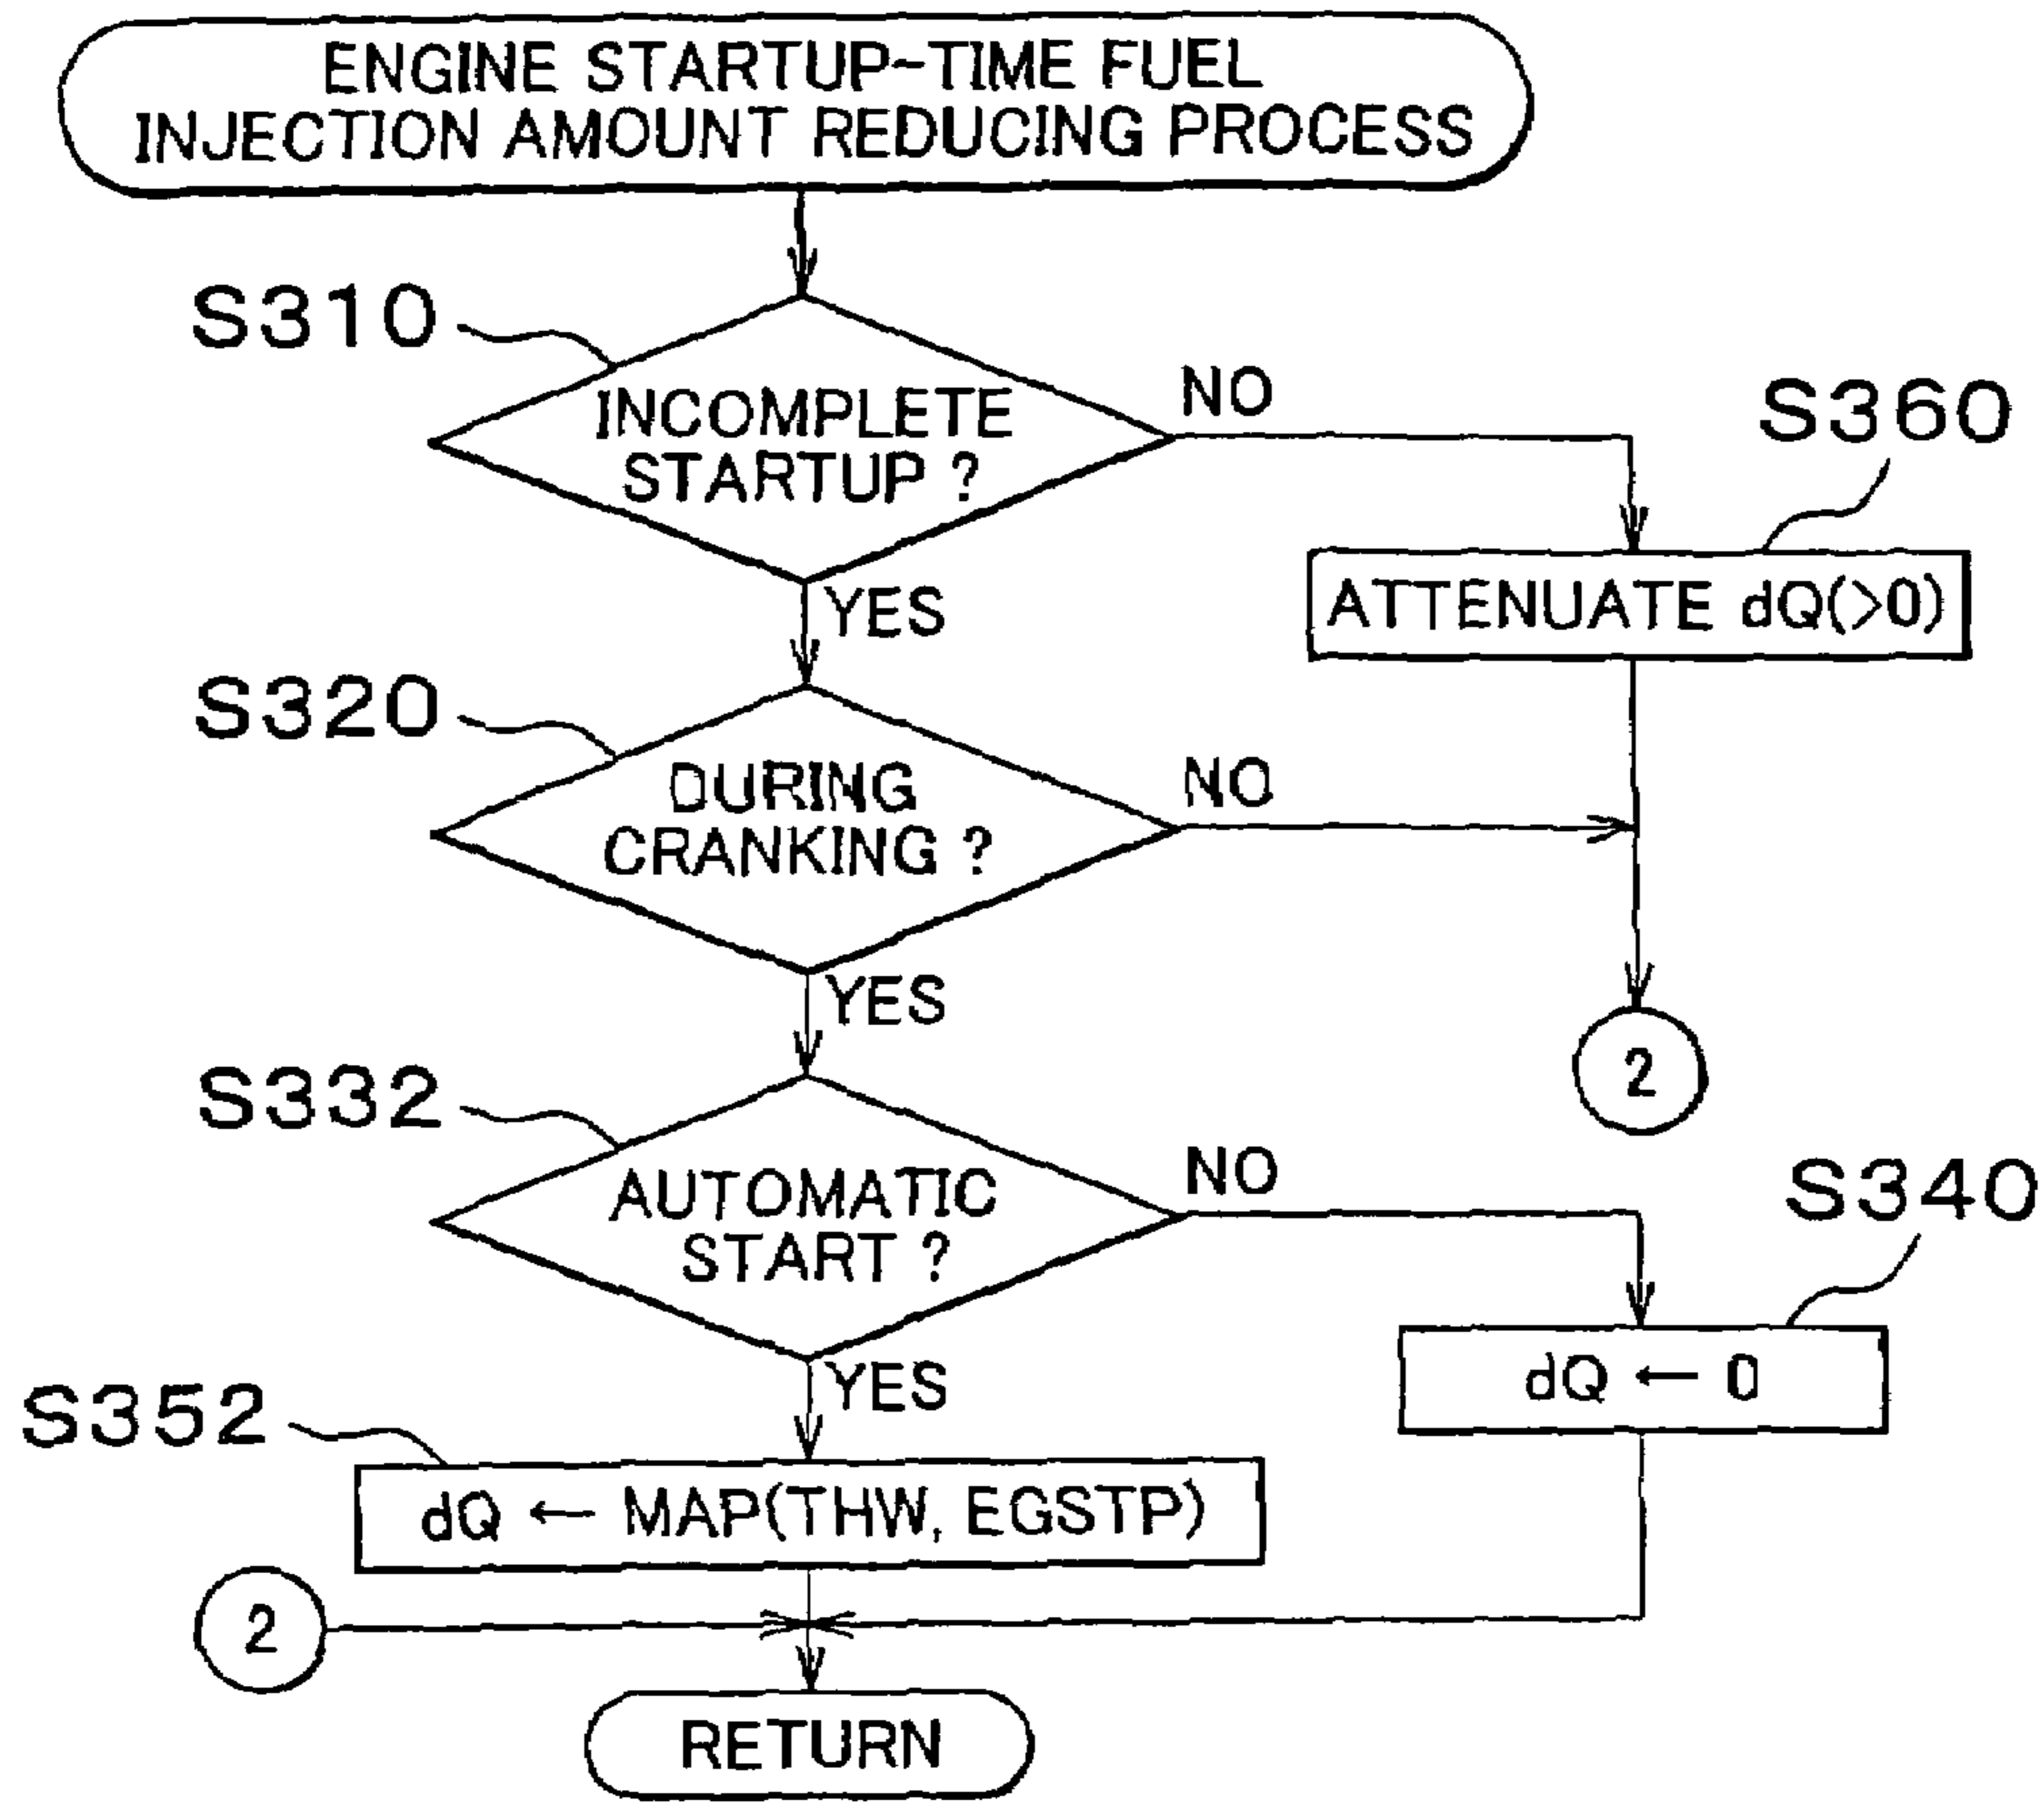 ENGINE STARTUP-TIME FUEL
INJECTION AMOUNT REDUCING PROCESS
S310
INCOMPLETE
STARTUP ?
NO
S360
YES
ATTENUATE dQ(>0)
S320
DURING
CRANKING ?
NO
YES
2
S332
AUTOMATIC
START ?
NO
S340
YES
dQ ← 0
S352
dQ ← MAP(THW, EGSTP)
2
RETURN